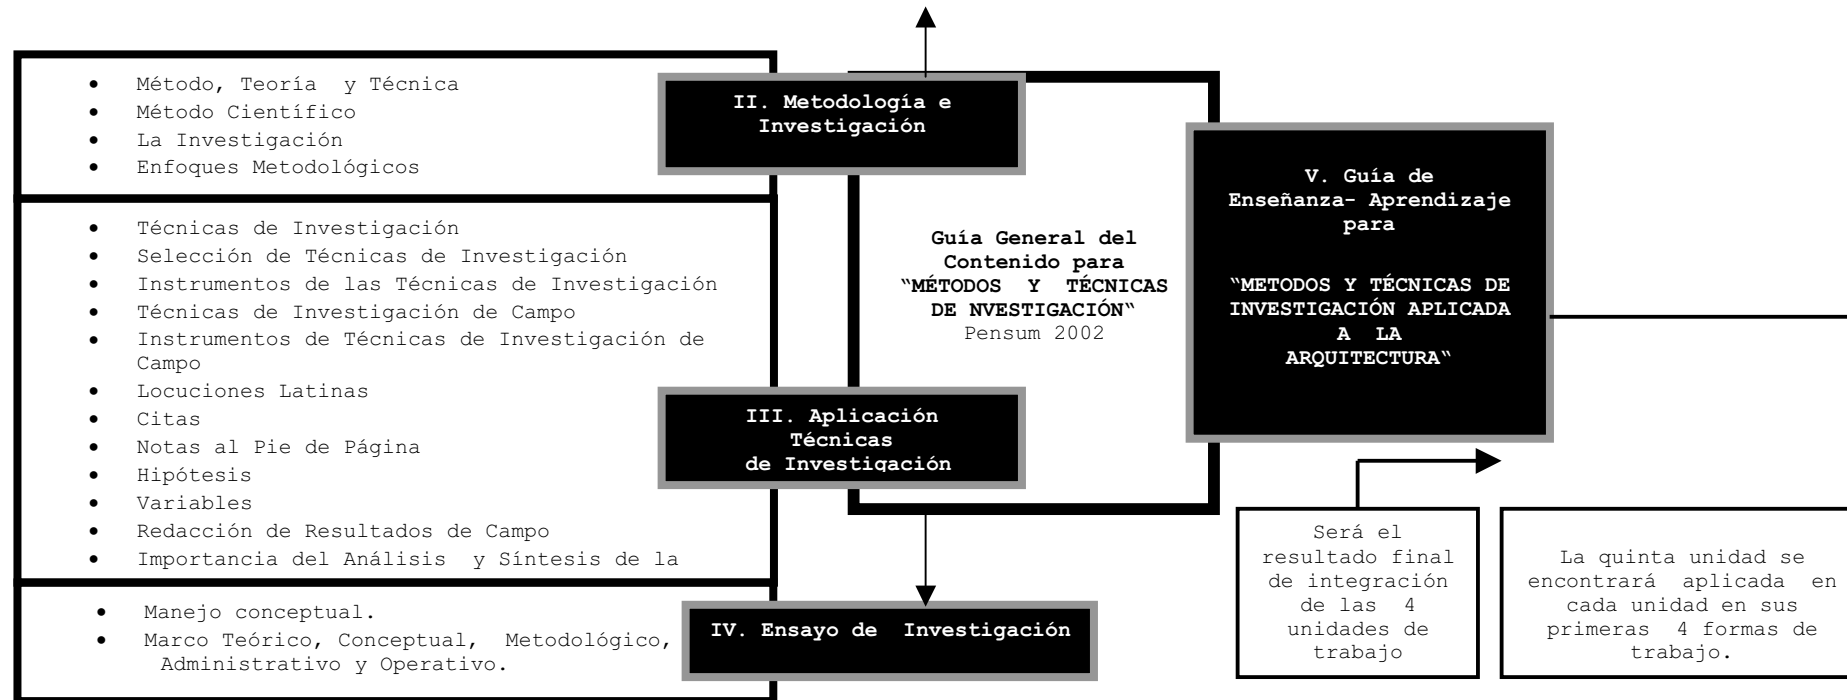 • Método, Teoría y Técnica
• Método Científico
• La Investigación
• Enfoques Metodológicos
II. Metodología e
Investigación
• Técnicas de Investigación
• Selección de Técnicas de Investigación
• Instrumentos de las Técnicas de Investigación
• Técnicas de Investigación de Campo
• Instrumentos de Técnicas de Investigación de
Campo
• Locuciones Latinas
• Citas
• Notas al Pie de Página
• Hipótesis
• Variables
• Redacción de Resultados de Campo
• Importancia del Análisis y Síntesis de la
III. Aplicación
Técnicas
de Investigación
• Manejo conceptual.
• Marco Teórico, Conceptual, Metodológico,
Administrativo y Operativo.
IV. Ensayo de Investigación
Guía General del
Contenido para
“MÉTODOS Y TÉCNICAS
DE NVESTIGACIÓN“
Pensum 2002
V. Guía de
Enseñanza- Aprendizaje
para
“METODOS Y TÉCNICAS DE
INVESTIGACIÓN APLICADA
A LA
ARQUITECTURA“
Será el
resultado final
de integración
de las 4
unidades de
trabajo
La quinta unidad se
encontrará aplicada en
cada unidad en sus
primeras 4 formas de
trabajo.